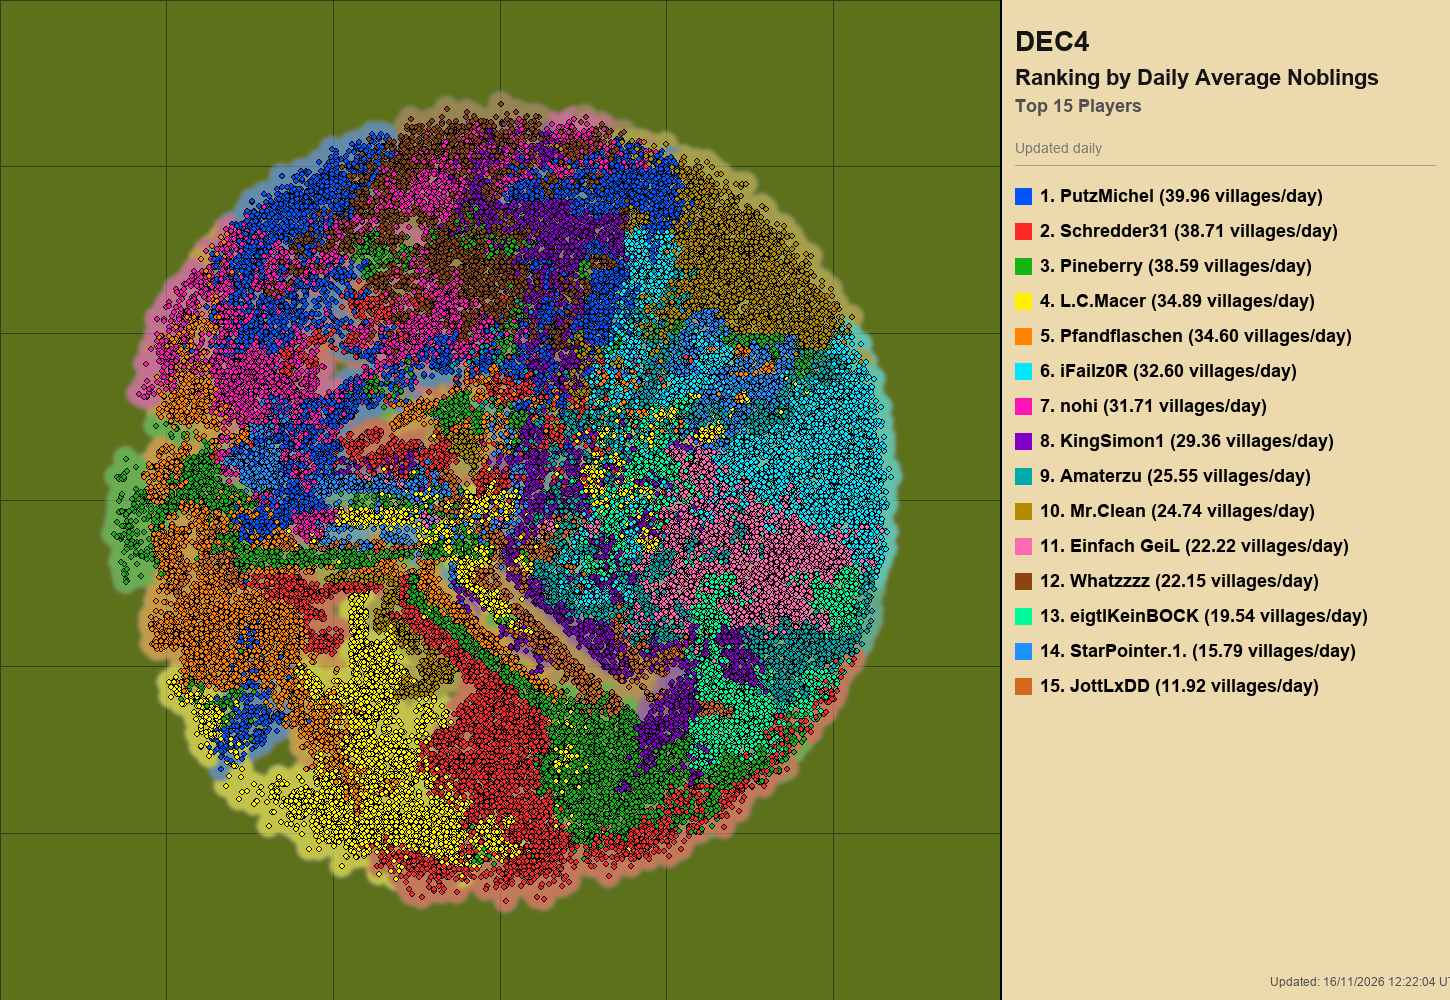 DEC4
Ranking by Daily Average Noblings
Top 15 Players
Updated daily
1. PutzMichel (39.96 villages/day)
2. Schredder31 (38.71 villages/day)
3. Pineberry (38.59 villages/day)
4. L.C.Macer (34.89 villages/day)
5. Pfandflaschen (34.60 villages/day)
6. iFailz0R (32.60 villages/day)
7. nohi (31.71 villages/day)
8. KingSimon1 (29.36 villages/day)
9. Amaterzu (25.55 villages/day)
10. Mr.Clean (24.74 villages/day)
11. Einfach GeiL (22.22 villages/day)
12. Whatzzzz (22.15 villages/day)
13. eigtlKeinBOCK (19.54 villages/day)
14. StarPointer.1. (15.79 villages/day)
15. JottLxDD (11.92 villages/day)
Updated: 16/11/2026 12:22:04